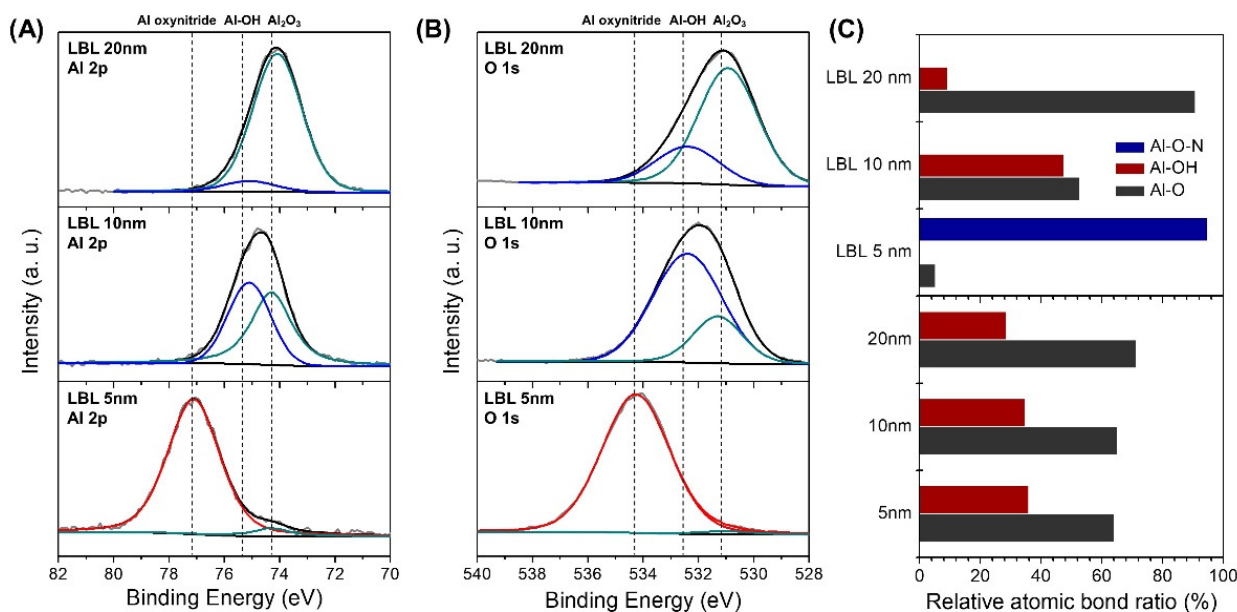 (A)
Al oxynitride Al-OH Al₂O₃
LBL 20nm
Al 2p
LBL 10nm
Al 2p
LBL 5nm
Al 2p
Intensity (a. u.)
82 80 78 76 74 72 70
Binding Energy (eV)
(B)
Al oxynitride Al-OH Al₂O₃
LBL 20nm
O 1s
LBL 10nm
O 1s
LBL 5nm
O 1s
Intensity (a. u.)
540 538 536 534 532 530 528
Binding Energy (eV)
(C)
LBL 20 nm
LBL 10 nm
LBL 5 nm
20nm
10nm
5nm
Al-O-N
Al-OH
Al-O
0 20 40 60 80 100
Relative atomic bond ratio (%)